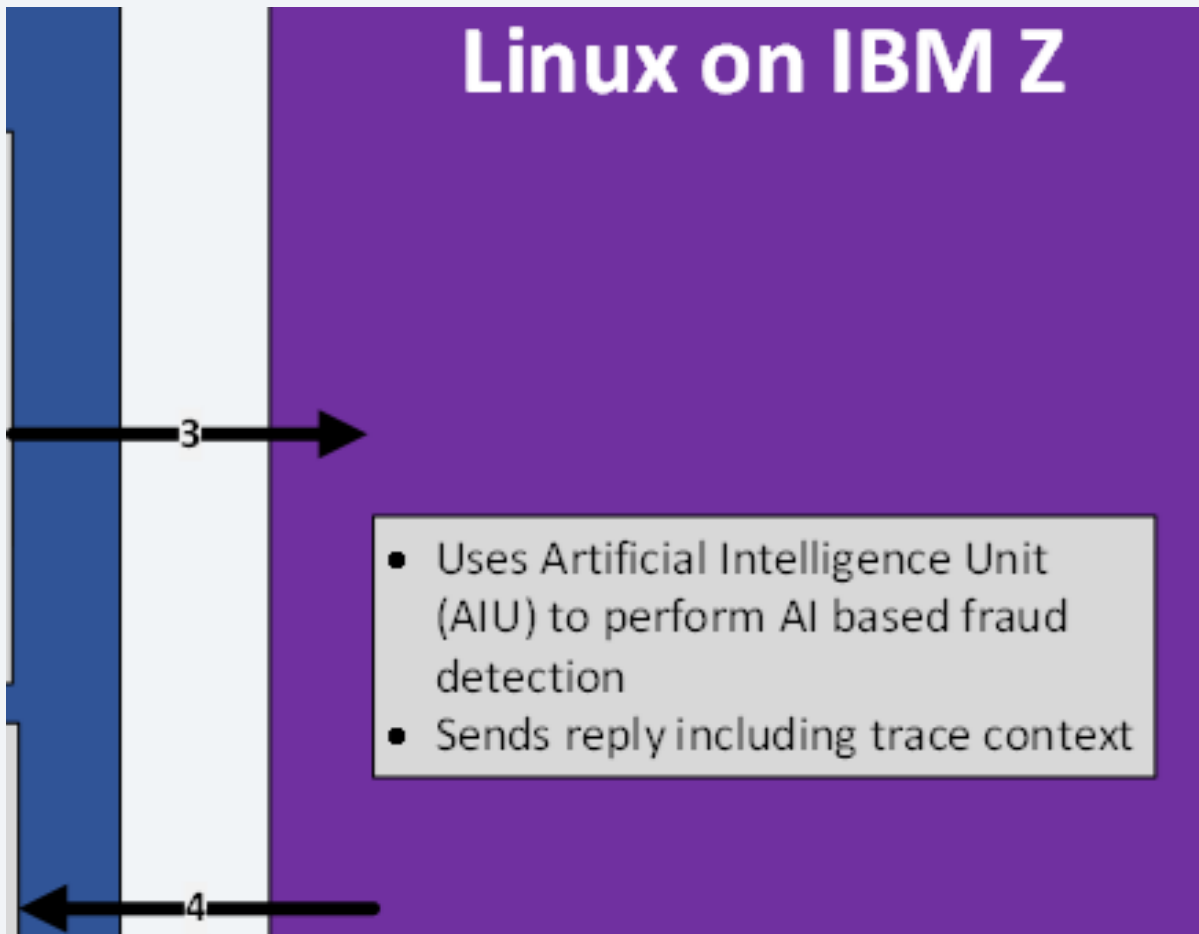 Linux on IBM Z
3
• Uses Artificial Intelligence Unit
(AIU) to perform AI based fraud
detection
• Sends reply including trace context
4